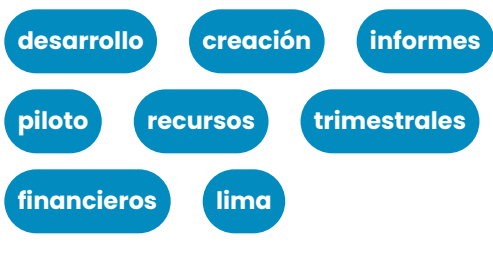 desarrollo creación informes
piloto recursos trimestrales
financieros lima